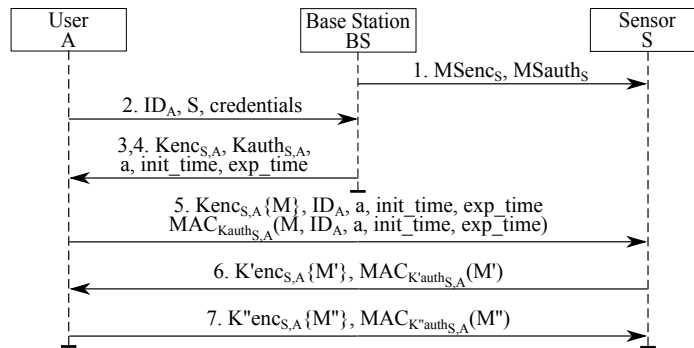 User
A
Base Station
BS
Sensor
S
1. MSenc_S, MSauth_S
2. ID_A, S, credentials
3,4. Kenc_S,A, Kauth_S,A,
a, init_time, exp_time
5. Kenc_S,A{M}, ID_A, a, init_time, exp_time
MAC_Kauth_S,A(M, ID_A, a, init_time, exp_time)
6. K'enc_S,A{M'}, MAC_K'auth_S,A(M')
7. K"enc_S,A{M"}, MAC_K"auth_S,A(M")